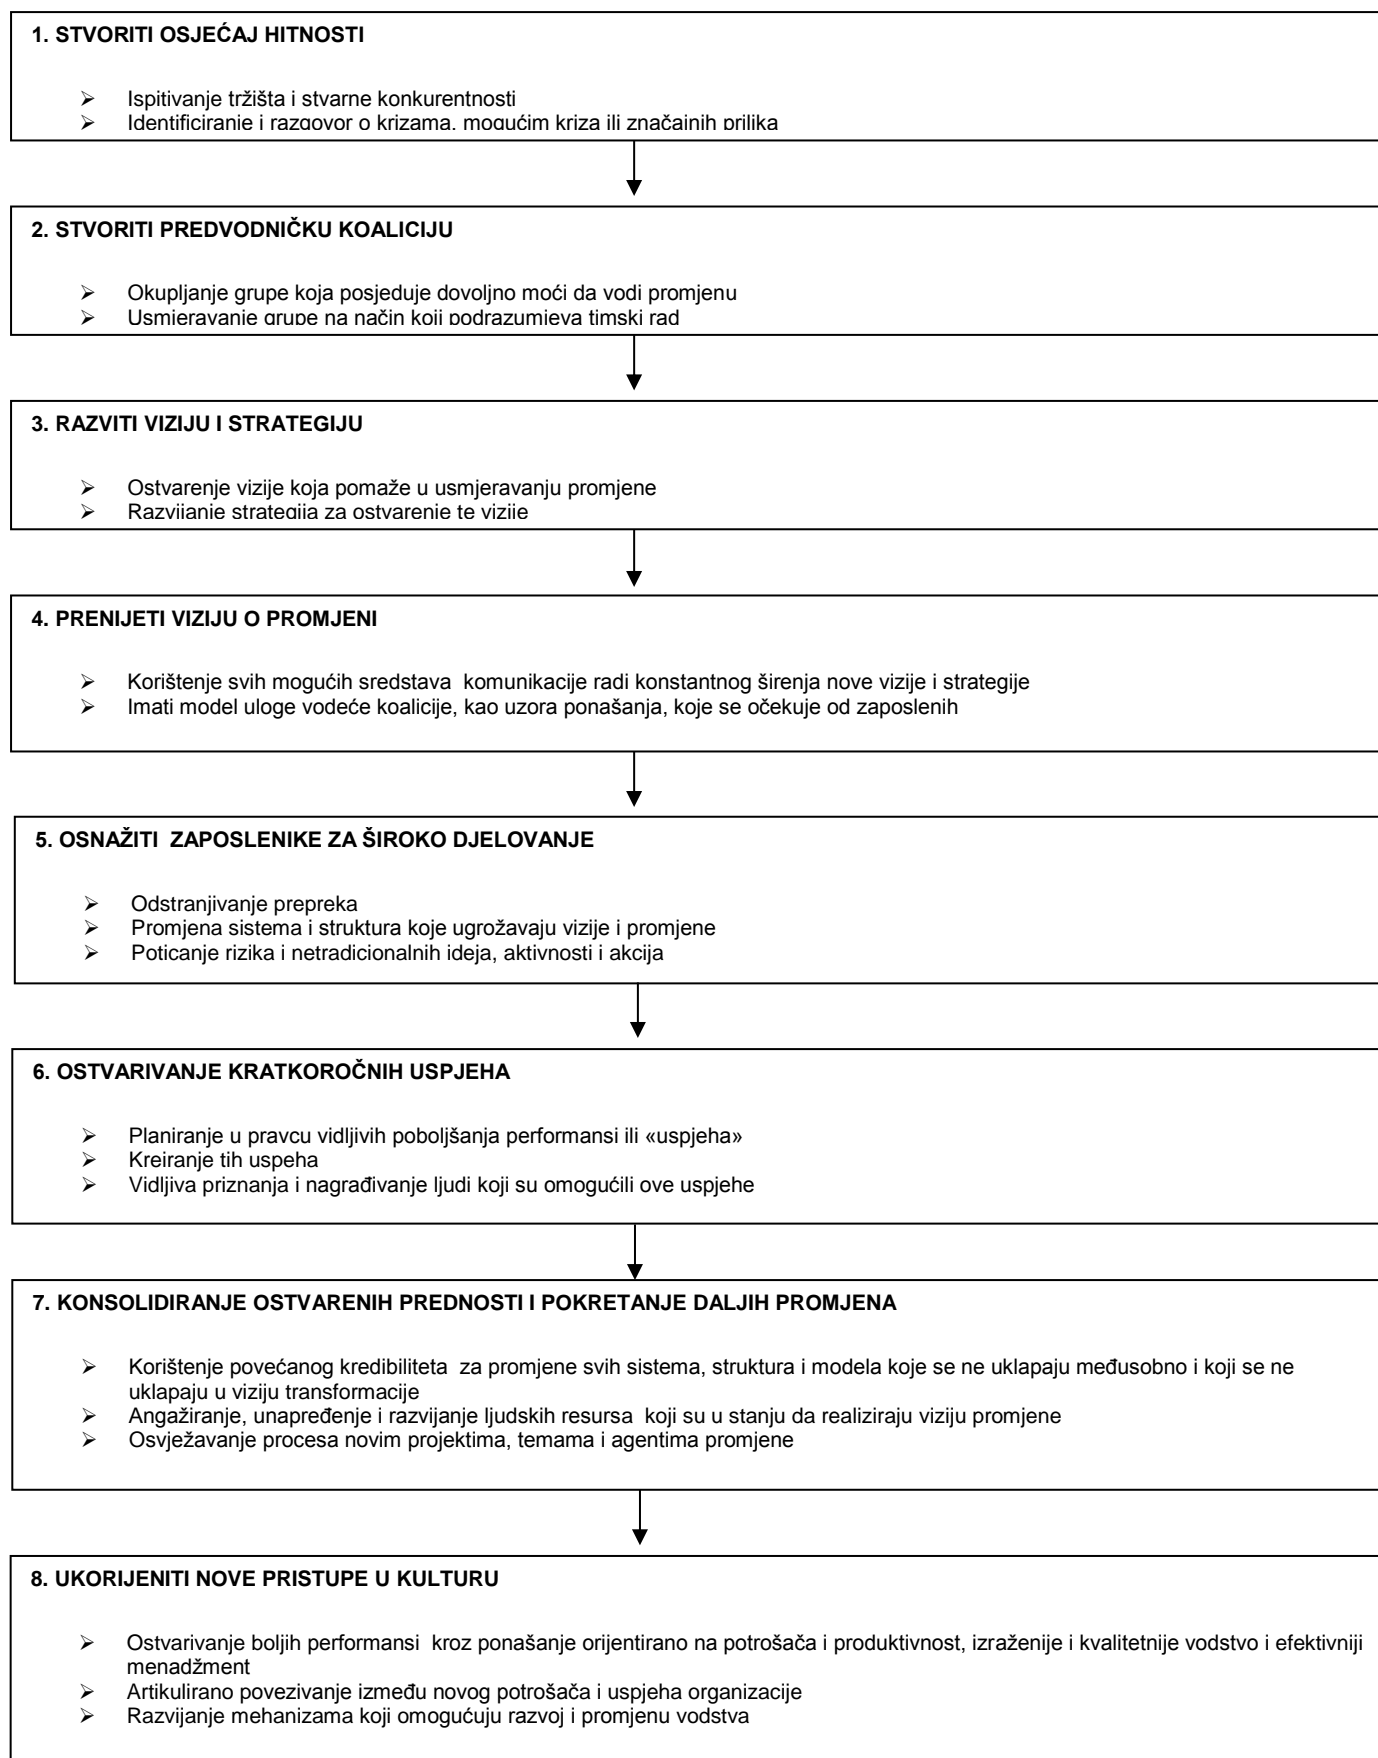 1. STVORITI OSJEĆAJ HITNOSTI
➢ Ispitivanje tržišta i stvarne konkurentnosti
➢ Identificiranje i razgovor o krizama, mogućim kriza ili značajnih prilika
2. STVORITI PREDVODNIČKU KOALICIJU
➢ Okupljanje grupe koja posjeduje dovoljno moći da vodi promjenu
➢ Usmjeravanje grupe na način koji podrazumjeva timski rad
3. RAZVITI VIZIJU I STRATEGIJU
➢ Ostvarenje vizije koja pomaže u usmjeravanju promjene
➢ Razvijanje strategija za ostvarenje te vizije
4. PRENIJETI VIZIJU O PROMJENI
➢ Korištenje svih mogućih sredstava komunikacije radi konstantnog širenja nove vizije i strategije
➢ Imati model uloge vodeće koalicije, kao uzora ponašanja, koje se očekuje od zaposlenih
5. OSNAŽITI ZAPOSLENIKE ZA ŠIROKO DJELOVANJE
➢ Odstranjivanje prepreka
➢ Promjena sistema i struktura koje ugrožavaju vizije i promjene
➢ Poticanje rizika i netradicionalnih ideja, aktivnosti i akcija
6. OSTVARIVANJE KRATKOROČNIH USPJEHA
➢ Planiranje u pravcu vidljivih poboljšanja performansi ili «uspjeha»
➢ Kreiranje tih uspeha
➢ Vidljiva priznanja i nagrađivanje ljudi koji su omogućili ove uspjehe
7. KONSOLIDIRANJE OSTVARENIH PREDNOSTI I POKRETANJE DALJIH PROMJENA
➢ Korištenje povećanog kredibiliteta za promjene svih sistema, struktura i modela koje se ne uklapaju međusobno i koji se ne
uklapaju u viziju transformacije
➢ Angažiranje, unapređenje i razvijanje ljudskih resursa koji su u stanju da realiziraju viziju promjene
➢ Osvježavanje procesa novim projektima, temama i agentima promjene
8. UKORIJENITI NOVE PRISTUPE U KULTURU
➢ Ostvarivanje boljih performansi kroz ponašanje orijentirano na potrošača i produktivnost, izraženije i kvalitetnije vodstvo i efektivniji
menadžment
➢ Artikulirano povezivanje između novog potrošača i uspjeha organizacije
➢ Razvijanje mehanizama koji omogućuju razvoj i promjenu vodstva